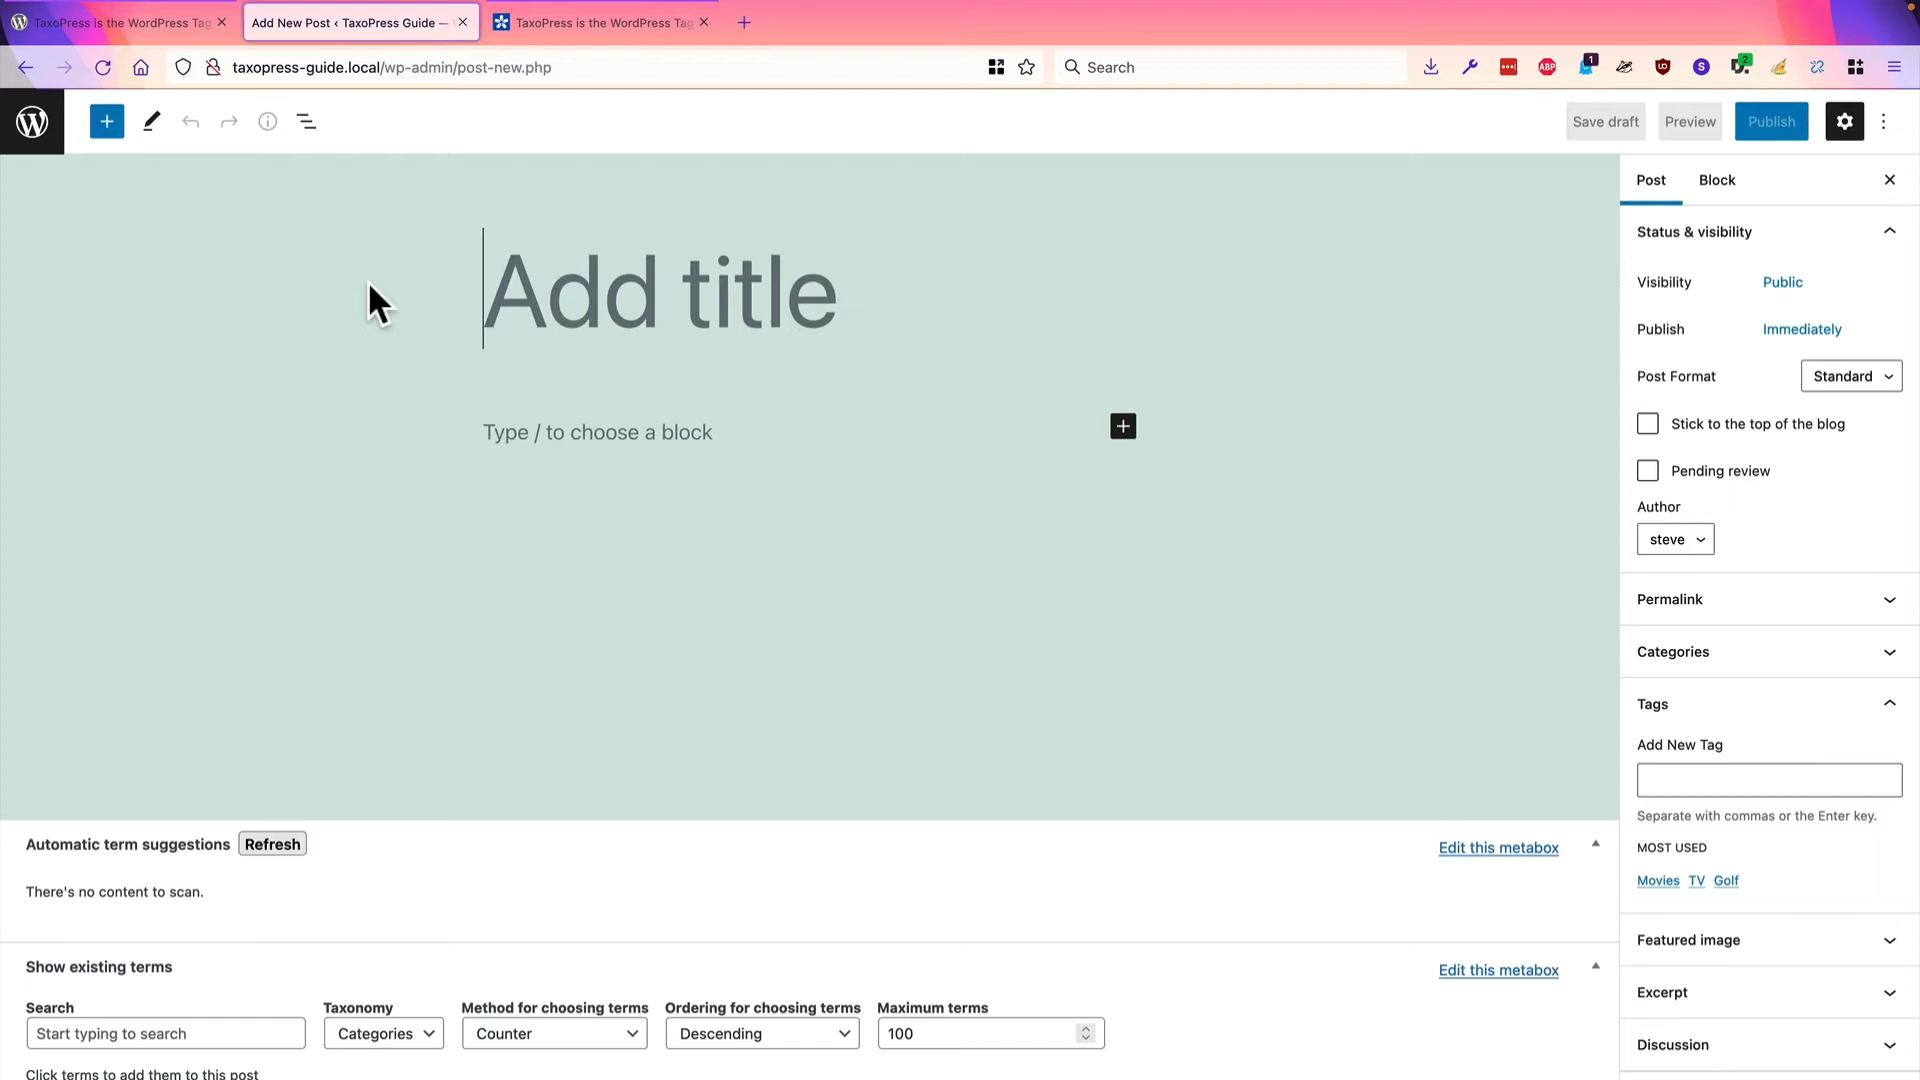 TaxoPress is the WordPress Tag
Add New Post ‹ TaxoPress Guide —
TaxoPress is the WordPress Tag
taxopress-guide.local/wp-admin/post-new.php
Search
ABP
1
S
2
Save draft
Preview
Publish
Add title
Type / to choose a block
Post
Block
Status & visibility
Visibility
Public
Publish
Immediately
Post Format
Standard
Stick to the top of the blog
Pending review
Author
steve
Permalink
Categories
Tags
Add New Tag
Separate with commas or the Enter key.
MOST USED
Movies TV Golf
Featured image
Excerpt
Discussion
Automatic term suggestions
Refresh
Edit this metabox
There's no content to scan.
Show existing terms
Edit this metabox
Search
Taxonomy
Method for choosing terms
Ordering for choosing terms
Maximum terms
Start typing to search
Categories
Counter
Descending
100
Click terms to add them to this post